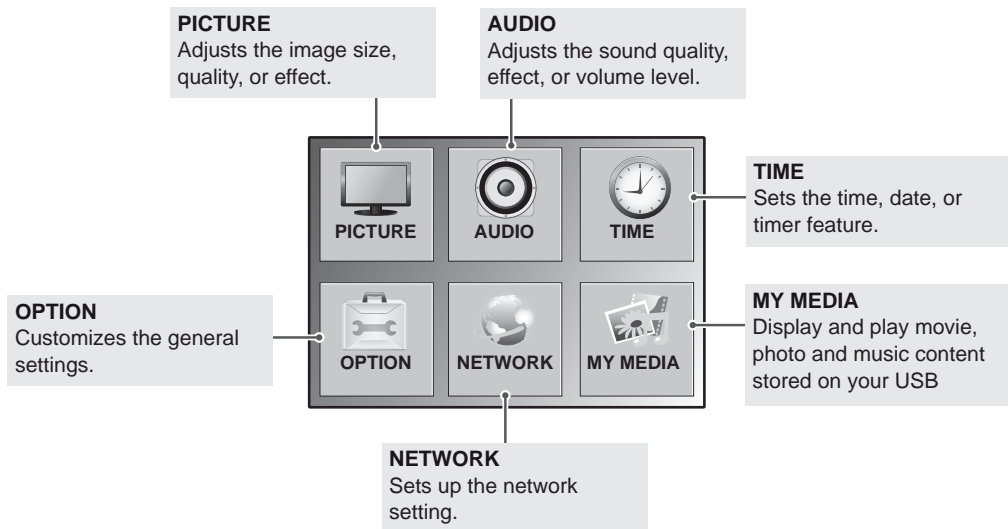 PICTURE
Adjusts the image size,
quality, or effect.
AUDIO
Adjusts the sound quality,
effect, or volume level.
PICTURE
AUDIO
TIME
TIME
Sets the time, date, or
timer feature.
OPTION
Customizes the general
settings.
OPTION
NETWORK
MY MEDIA
MY MEDIA
Display and play movie,
photo and music content
stored on your USB
NETWORK
Sets up the network
setting.